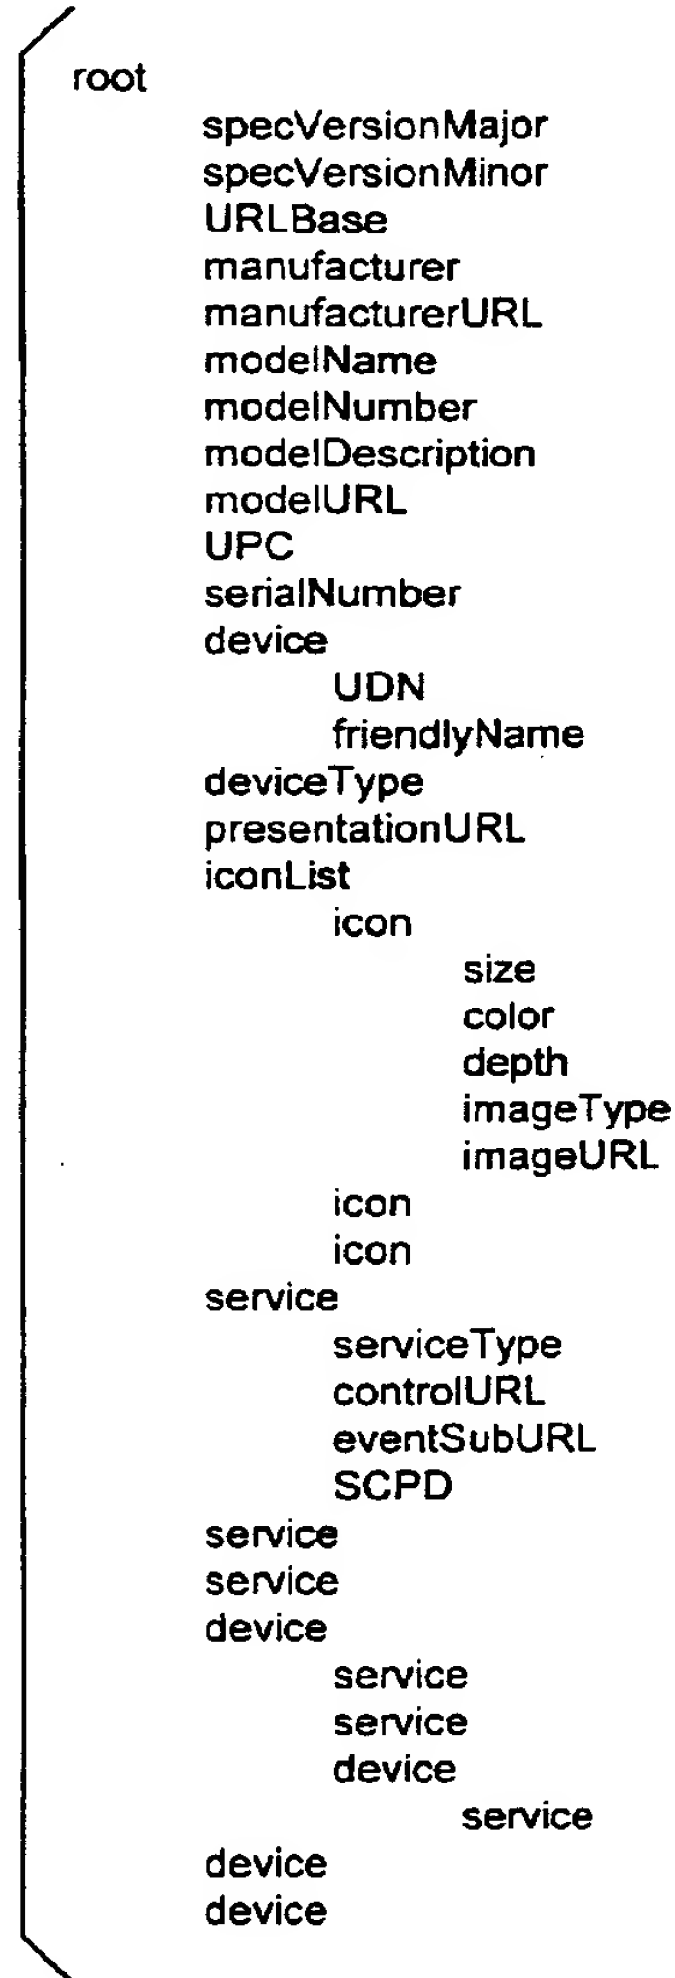 root
specVersionMajor
specVersionMinor
URLBase
manufacturer
manufacturerURL
modelName
modelNumber
modelDescription
modelURL
UPC
serialNumber
device
UDN
friendlyName
deviceType
presentationURL
iconList
icon
size
color
depth
imageType
imageURL
icon
icon
service
serviceType
controlURL
eventSubURL
SCPD
service
service
device
service
service
device
service
device
device